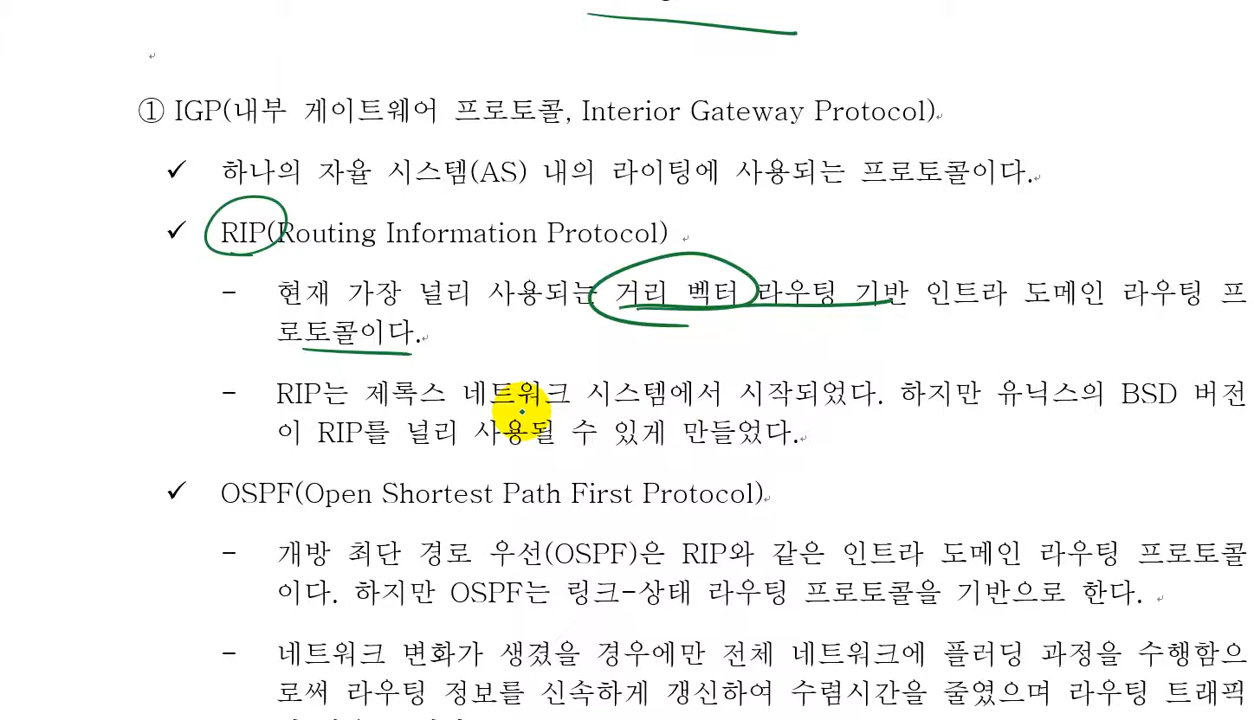 ① IGP(내부 게이트웨어 프로토콜, Interior Gateway Protocol)
✓ 하나의 자율 시스템(AS) 내의 라이팅에 사용되는 프로토콜이다.
✓ RIP(Routing Information Protocol)
- 현재 가장 널리 사용되는 거리 벡터 라우팅 기반 인트라 도메인 라우팅 프
로토콜이다.
- RIP는 제록스 네트워크 시스템에서 시작되었다. 하지만 유닉스의 BSD 버전
이 RIP를 널리 사용될 수 있게 만들었다.
✓ OSPF(Open Shortest Path First Protocol)
- 개방 최단 경로 우선(OSPF)은 RIP와 같은 인트라 도메인 라우팅 프로토콜
이다. 하지만 OSPF는 링크-상태 라우팅 프로토콜을 기반으로 한다.
- 네트워크 변화가 생겼을 경우에만 전체 네트워크에 플러딩 과정을 수행함으
로써 라우팅 정보를 신속하게 갱신하여 수렴시간을 줄였으며 라우팅 트래픽